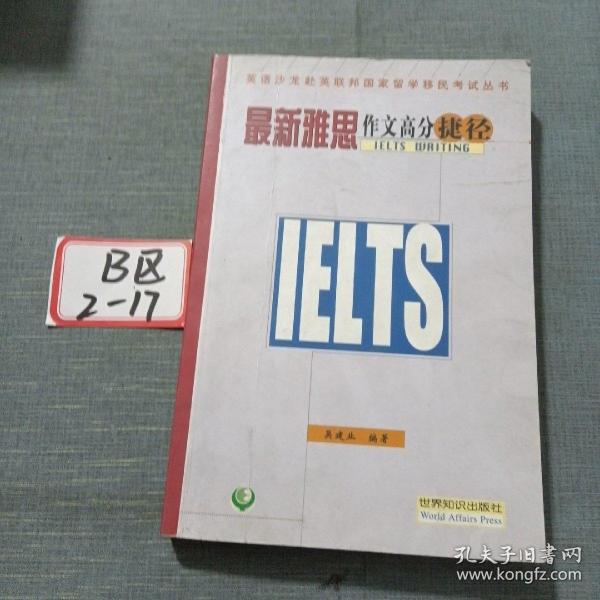 英语沙龙赴英联邦国家留学移民考试丛书
最新雅思作文高分捷径
IELTS WRITING
IELTS
B区
2-17
吴建业 编著
世界知识出版社
World Affairs Press
孔夫子旧书网
www.kongfz.com